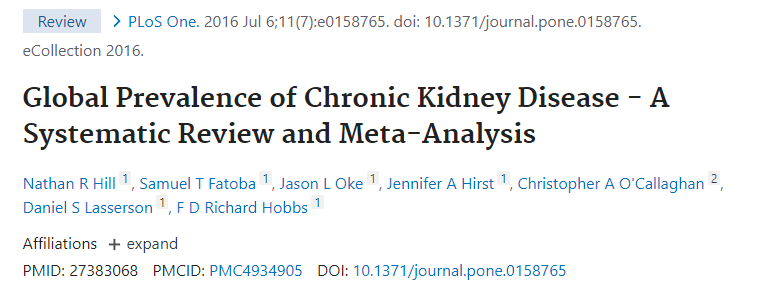 Review > PLoS One. 2016 Jul 6;11(7):e0158765. doi: 10.1371/journal.pone.0158765.
eCollection 2016.
Global Prevalence of Chronic Kidney Disease - A
Systematic Review and Meta-Analysis
Nathan R Hill 1, Samuel T Fatoba 1, Jason L Oke 1, Jennifer A Hirst 1, Christopher A O'Callaghan 2,
Daniel S Lasserson 1, F D Richard Hobbs 1
Affiliations + expand
PMID: 27383068 PMCID: PMC4934905 DOI: 10.1371/journal.pone.0158765